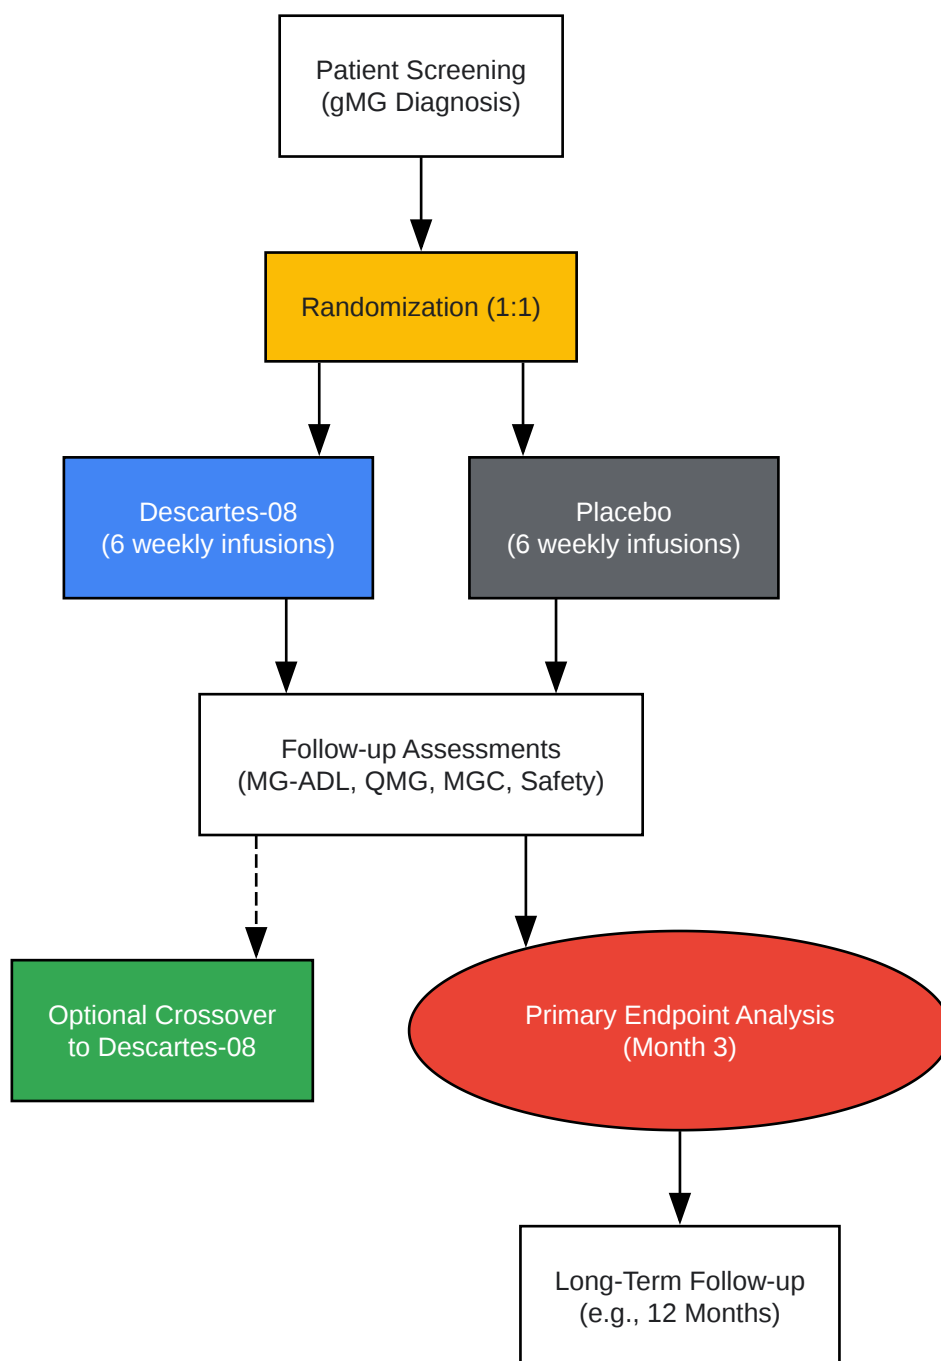 Patient Screening
(gMG Diagnosis)
Randomization (1:1)
Descartes-08
(6 weekly infusions)
Placebo
(6 weekly infusions)
Follow-up Assessments
(MG-ADL, QMG, MGC, Safety)
Optional Crossover
to Descartes-08
Primary Endpoint Analysis
(Month 3)
Long-Term Follow-up
(e.g., 12 Months)